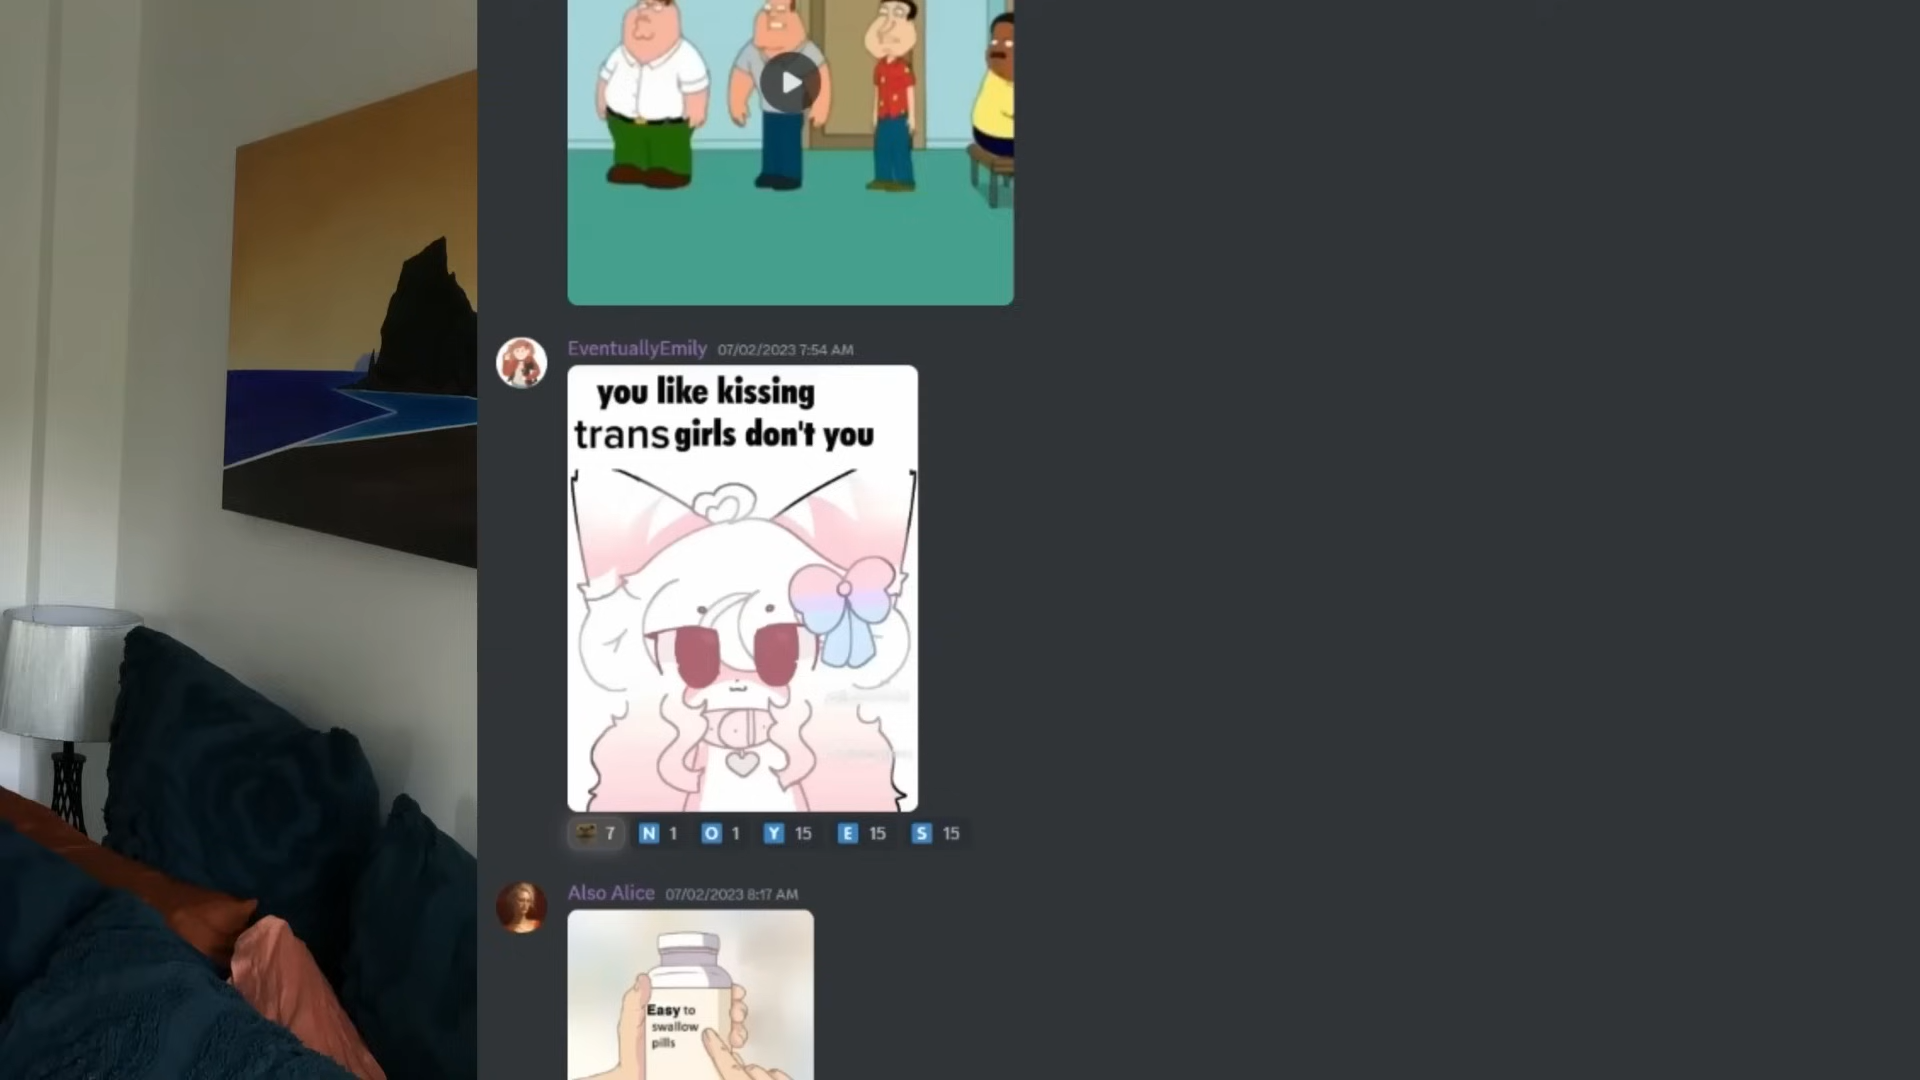 EventuallyEmily 07/02/2023 7:54 AM
you like kissing
trans girls don't you
7 N 1 O 1 Y 15 E 15 S 15
Also Alice 07/02/2023 8:17 AM
Easy to
swallow
pills